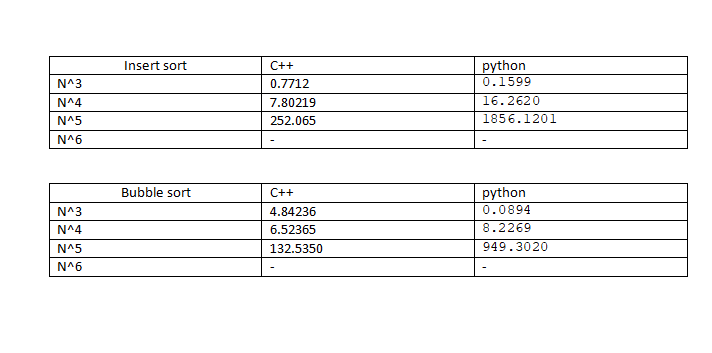 Insert sort C++ python
N^3 0.7712 0.1599
N^4 7.80219 16.2620
N^5 252.065 1856.1201
N^6 - -
Bubble sort C++ python
N^3 4.84236 0.0894
N^4 6.52365 8.2269
N^5 132.5350 949.3020
N^6 - -